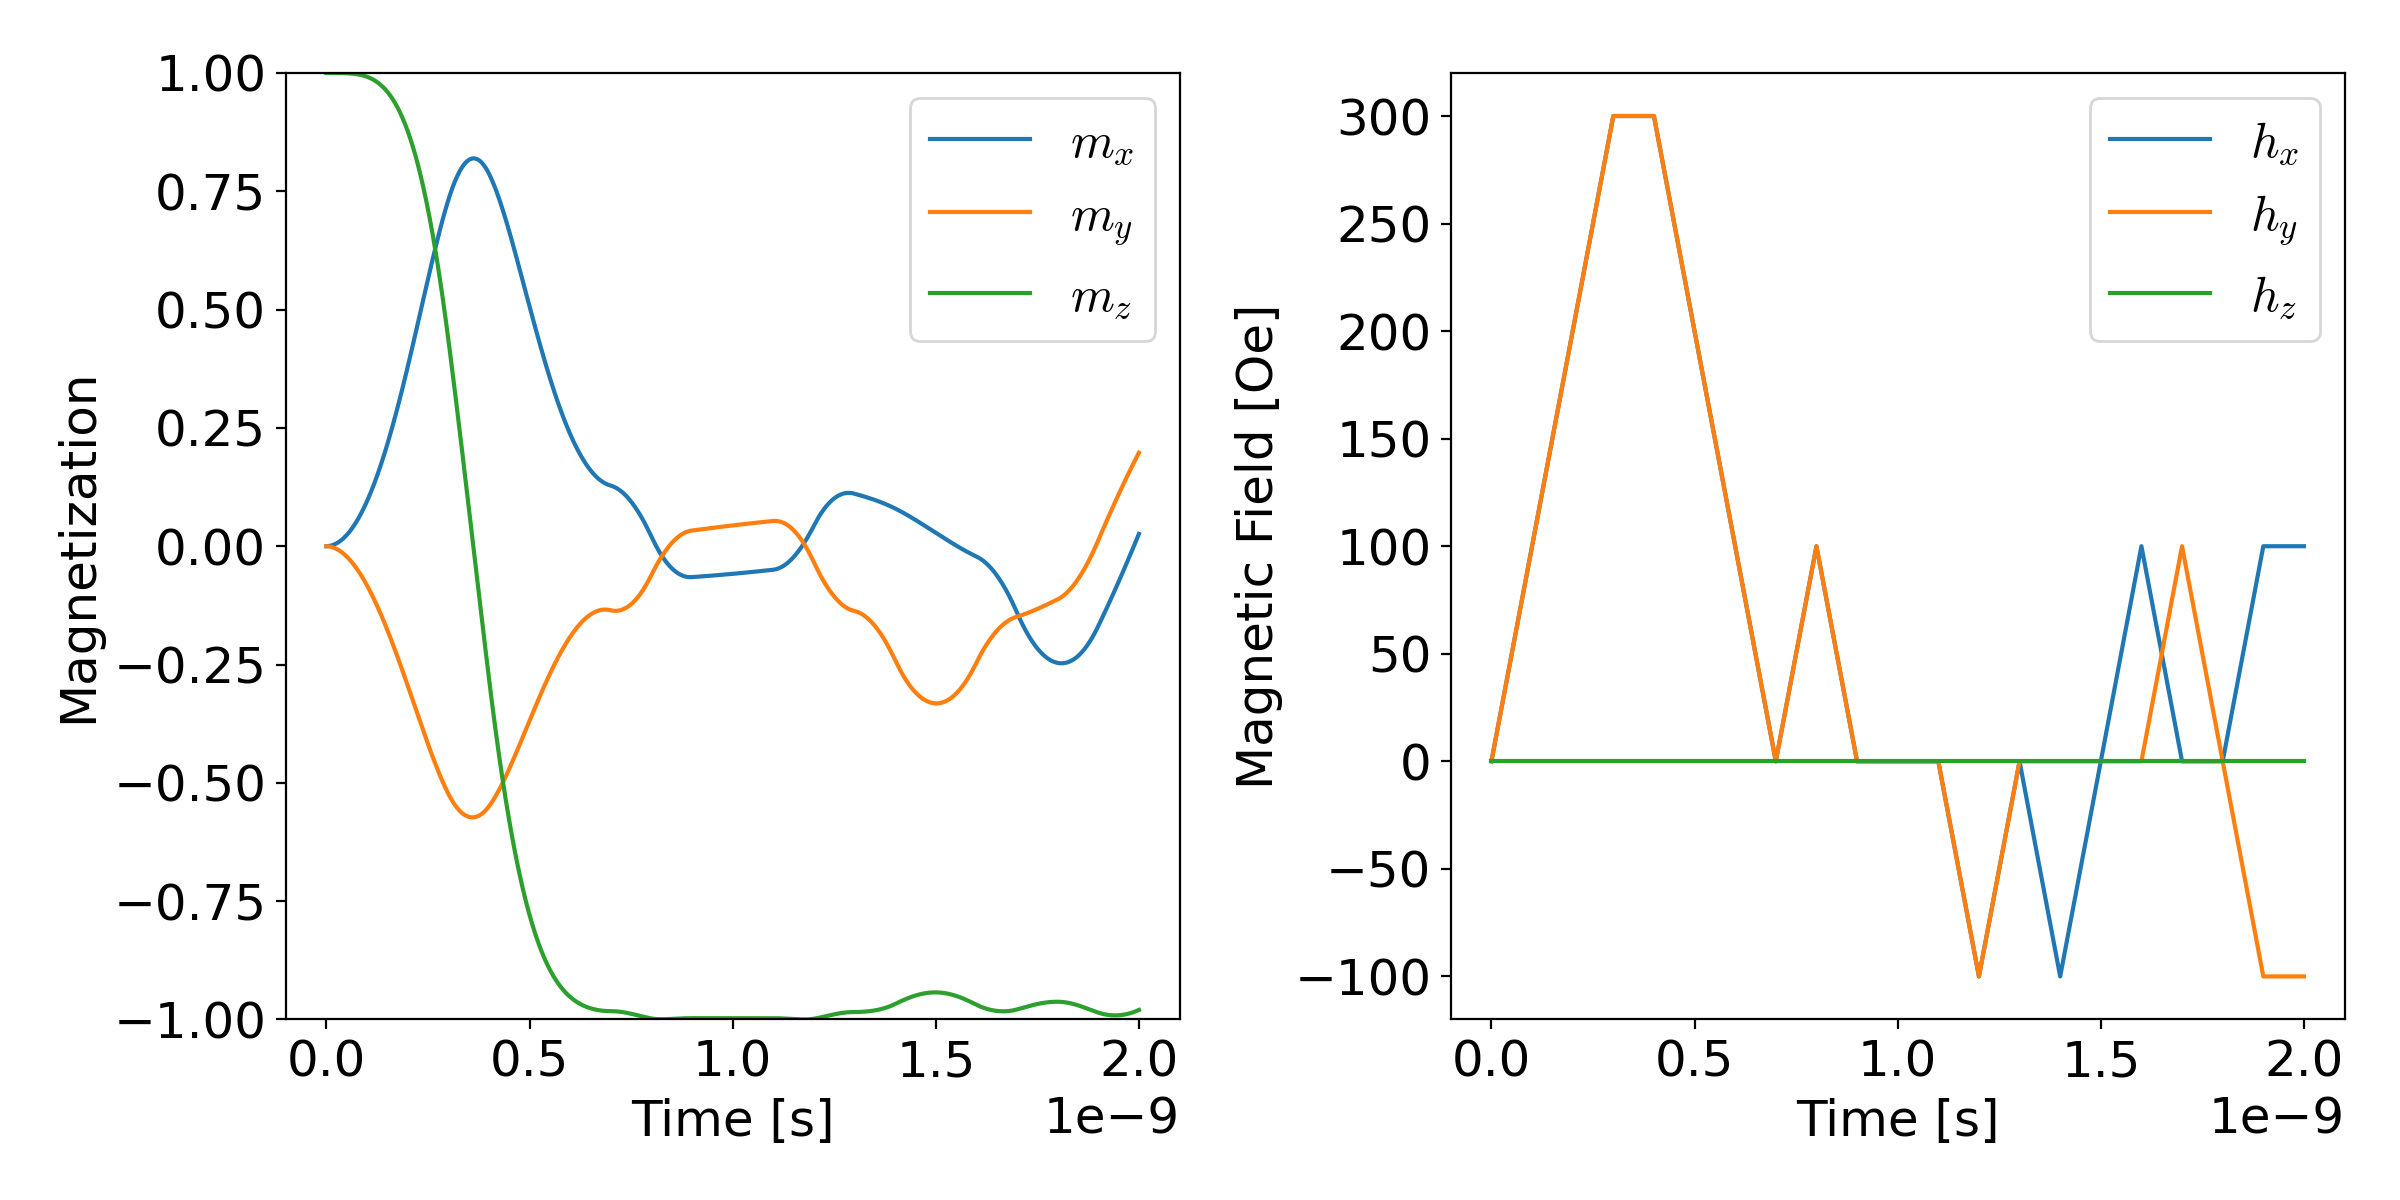 1.00
0.75
0.50
0.25
0.00
−0.25
−0.50
−0.75
−1.00
Magnetization
m_x
m_y
m_z
0.0 0.5 1.0 1.5 2.0
Time [s]
1e−9
300
250
200
150
100
50
0
−50
−100
Magnetic Field [Oe]
h_x
h_y
h_z
0.0 0.5 1.0 1.5 2.0
Time [s]
1e−9